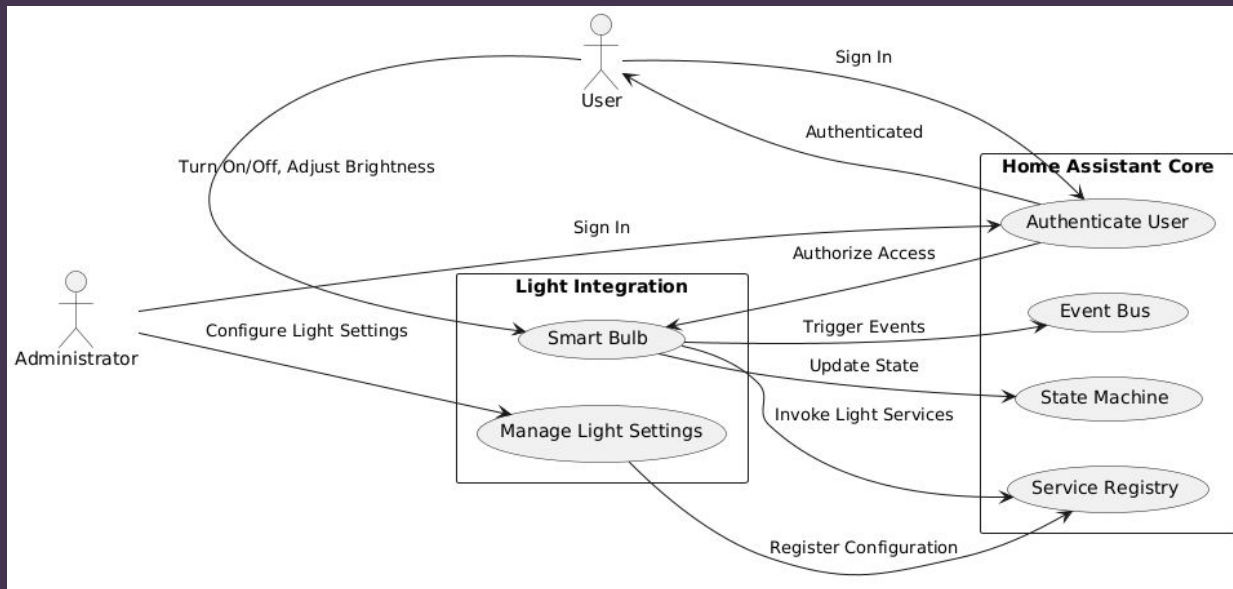 Sign In
User
Authenticated
Turn On/Off, Adjust Brightness
Home Assistant Core
Authenticate User
Sign In
Authorize Access
Light Integration
Administrator
Configure Light Settings
Smart Bulb
Trigger Events
Event Bus
Update State
State Machine
Invoke Light Services
Manage Light Settings
Service Registry
Register Configuration